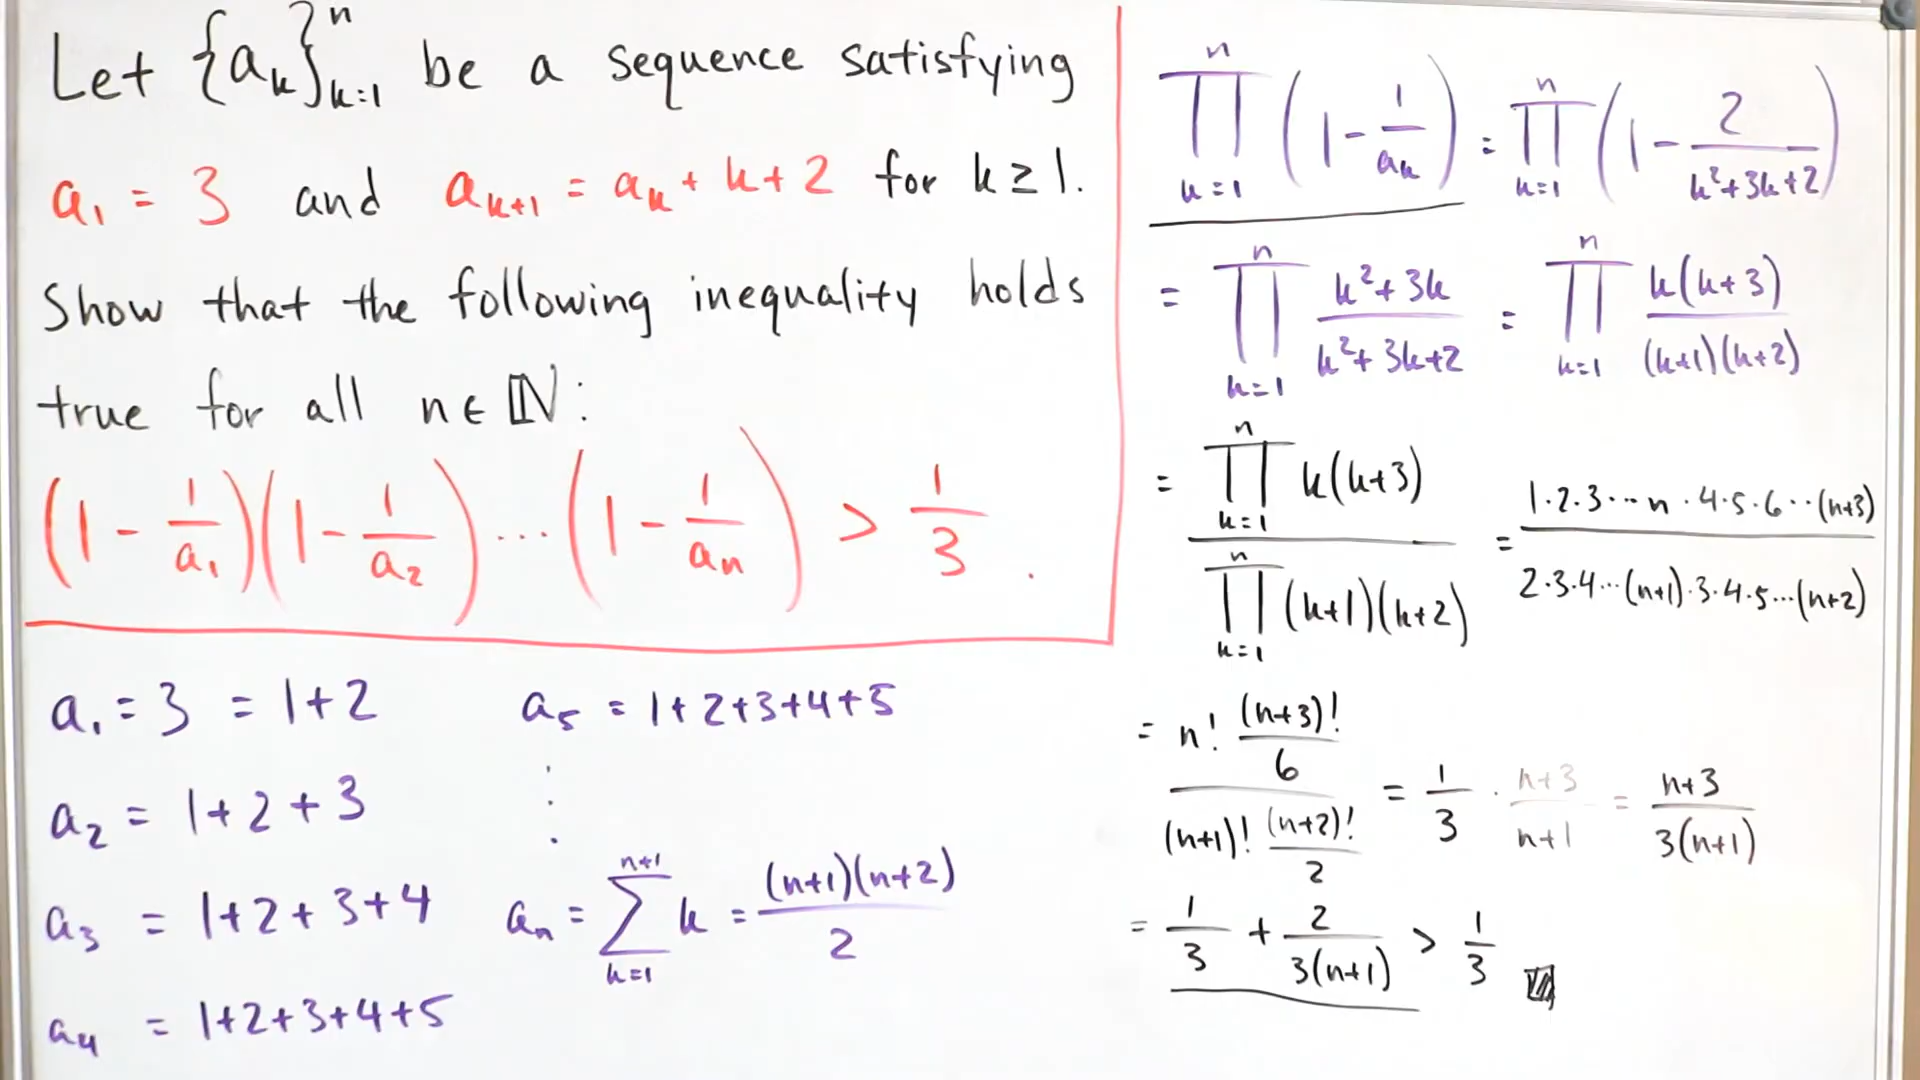 Let {a_k}_{k=1}^n be a sequence satisfying
a_1 = 3 and a_{k+1} = a_k + k + 2 for k ≥ 1.
Show that the following inequality holds
true for all n ∈ ℕ:
(1 - 1/a_1)(1 - 1/a_2) ... (1 - 1/a_n) > 1/3 .
a_1 = 3 = 1+2
a_2 = 1+2+3
a_3 = 1+2+3+4
a_4 = 1+2+3+4+5
a_5 = 1+2+3+4+5
⋮
a_n = ∑_{k=1}^{n+1} k = (n+1)(n+2)/2
∏_{k=1}^n (1 - 1/a_k) = ∏_{k=1}^n (1 - 2/(k²+3k+2))
= ∏_{k=1}^n (k²+3k)/(k²+3k+2) = ∏_{k=1}^n k(k+3)/((k+1)(k+2))
= ∏_{k=1}^n k(k+3) / ∏_{k=1}^n (k+1)(k+2) = (1·2·3···n·4·5·6···(n+3))/(2·3·4···(n+1)·3·4·5···(n+2))
= (n! (n+3)!/6)/((n+1)! (n+2)!/2) = 1/3 · (n+3)/(n+1) = (n+3)/(3(n+1))
= 1/3 + 2/(3(n+1)) > 1/3